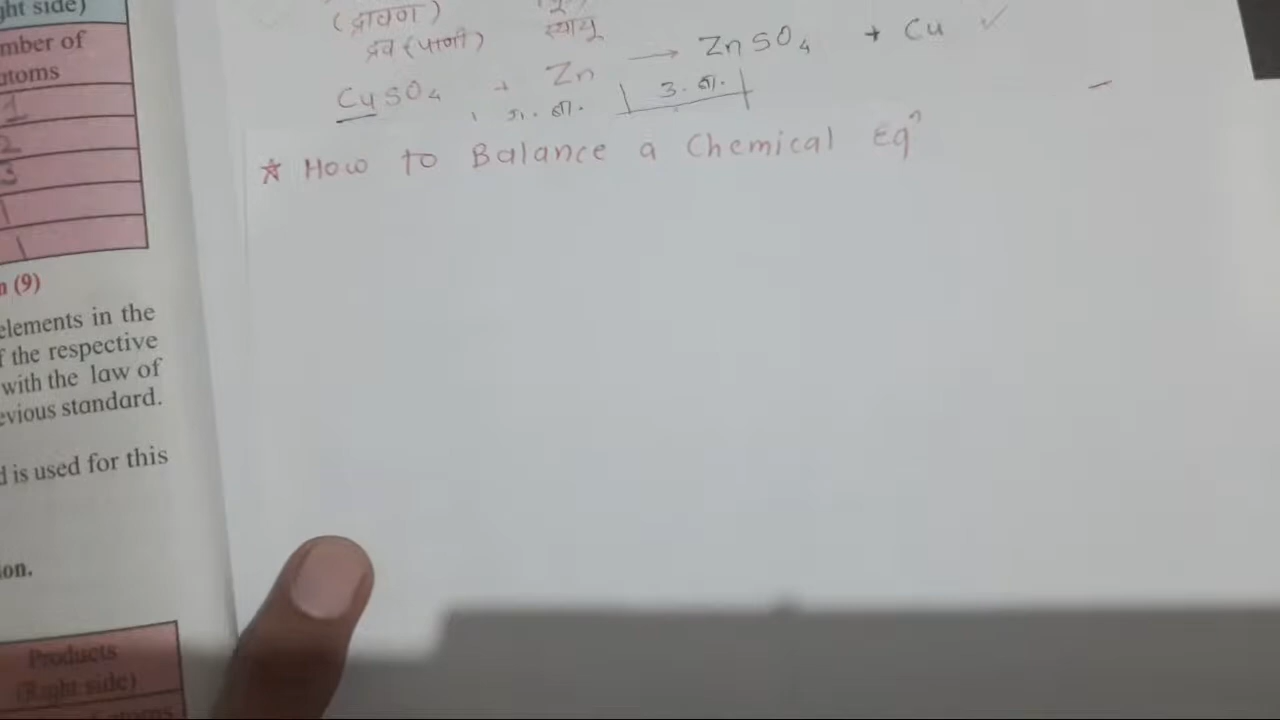 ght side)
mber of
atoms
1
2
3
1
1
n (9)
elements in the
f the respective
with the law of
evious standard.
d is used for this
ion.
Products
(Right side)
(द्रावण)
द्रव (पाणी)
स्थायू
CuSO₄ + Zn → ZnSO₄ + Cu ✓
☆ How to Balance a Chemical Eqⁿ